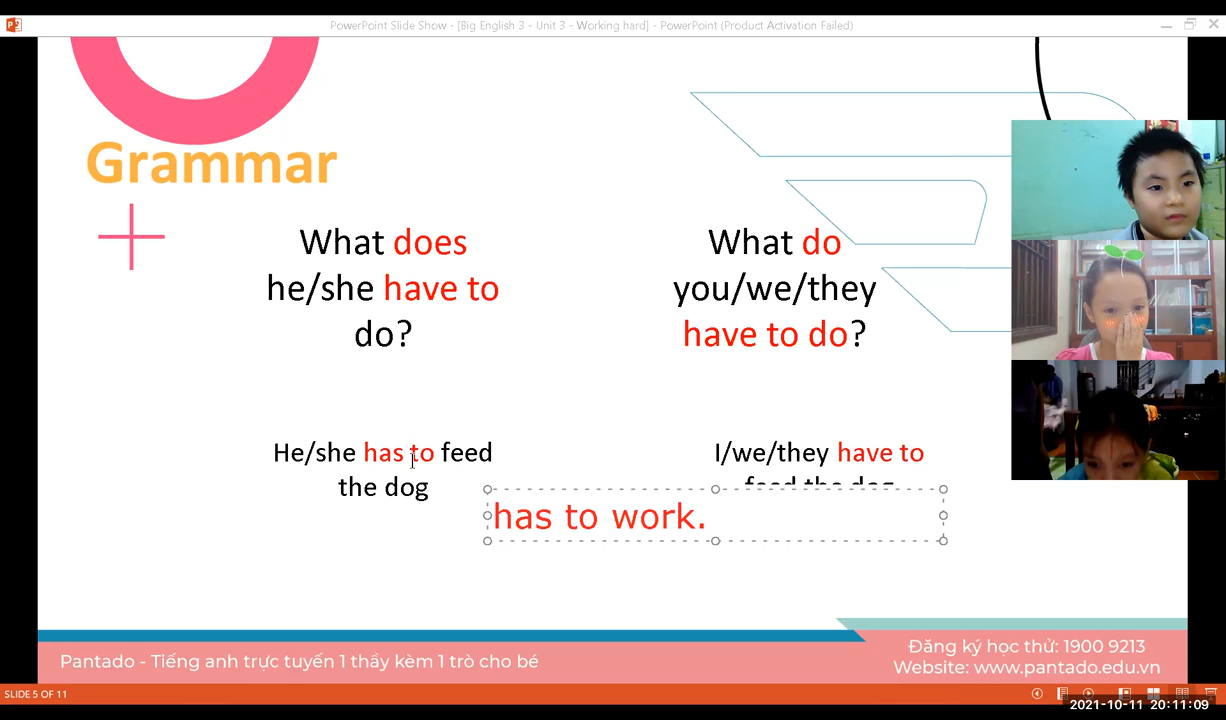 PowerPoint Slide Show - [Big English 3 - Unit 3 - Working hard] - PowerPoint (Product Activation Failed)
Grammar
What does
he/she have to
do?
What do
you/we/they
have to do?
He/she has to feed
the dog
I/we/they have to
feed the dog
has to work.
Pantado - Tiếng anh trực tuyến 1 thầy kèm 1 trò cho bé
Đăng ký học thử: 1900 9213
Website: www.pantado.edu.vn
SLIDE 5 OF 11
2021-10-11 20:11:09